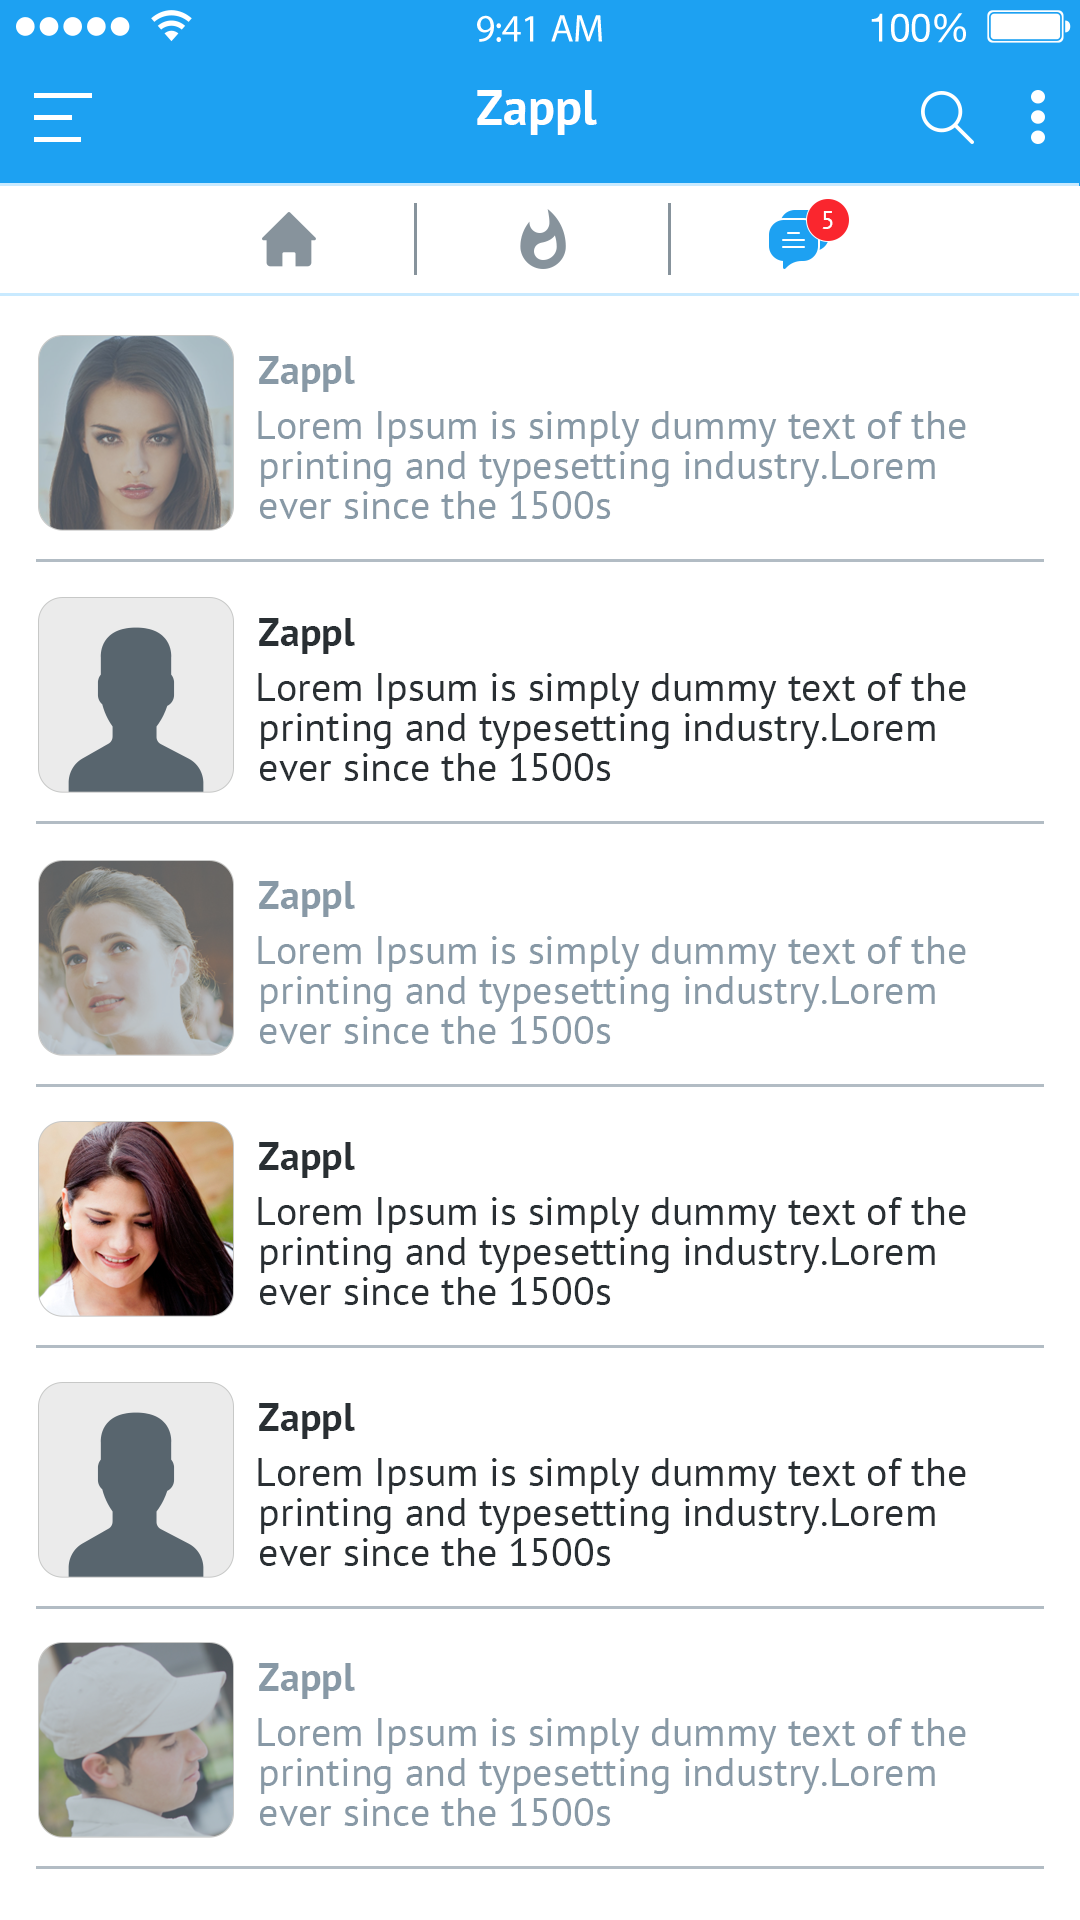 9:41 AM
100%
Zappl
5
Zappl
Lorem Ipsum is simply dummy text of the
printing and typesetting industry.Lorem
ever since the 1500s
Zappl
Lorem Ipsum is simply dummy text of the
printing and typesetting industry.Lorem
ever since the 1500s
Zappl
Lorem Ipsum is simply dummy text of the
printing and typesetting industry.Lorem
ever since the 1500s
Zappl
Lorem Ipsum is simply dummy text of the
printing and typesetting industry.Lorem
ever since the 1500s
Zappl
Lorem Ipsum is simply dummy text of the
printing and typesetting industry.Lorem
ever since the 1500s
Zappl
Lorem Ipsum is simply dummy text of the
printing and typesetting industry.Lorem
ever since the 1500s